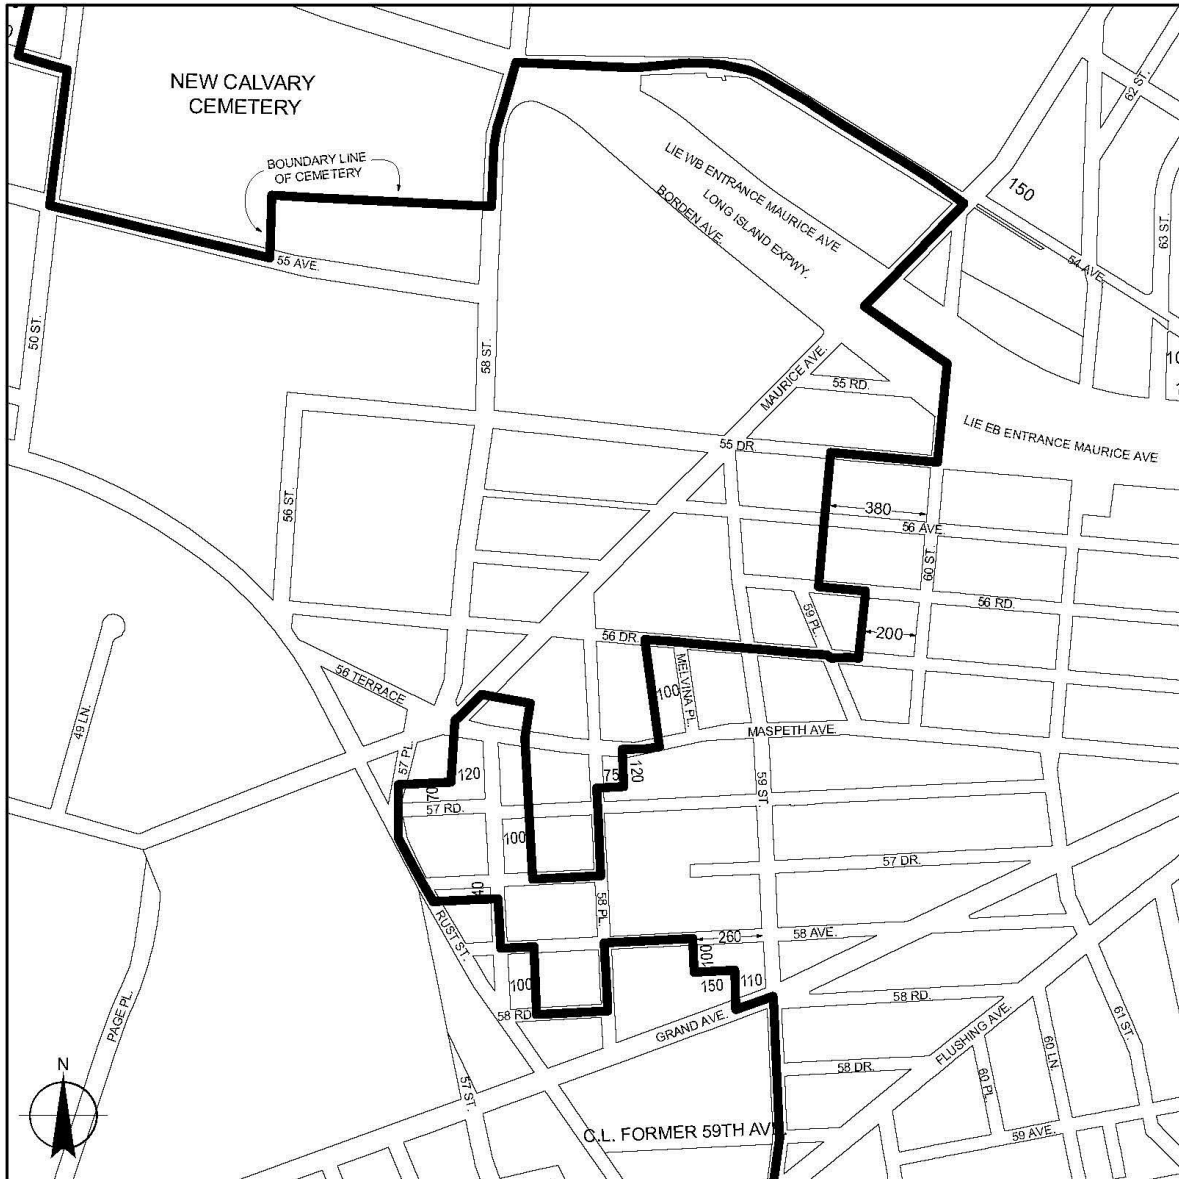 NEW CALVARY
CEMETERY
62 ST.
BOUNDARY LINE
OF CEMETERY
LIE WB ENTRANCE MAURICE AVE
LONG ISLAND EXPWY.
BORDEN AVE.
150
63 ST.
54 AVE.
55 AVE.
50 ST.
58 ST.
MAURICE AVE.
55 RD.
LIE EB ENTRANCE MAURICE AVE
55 DR.
56 ST.
380
56 AVE.
60 ST.
56 RD.
59 PL.
200
56 DR.
MELVINA PL.
100
56 TERRACE
49 LN.
MASPETH AVE.
57 PL.
120
70
75
120
59 ST.
57 RD.
100
57 DR.
40
58 PL.
RUST ST.
260
58 AVE.
100
150
110
100
58 RD.
58 RD.
GRAND AVE.
PAGE PL.
FLUSHING AVE.
61 ST.
60 LN.
58 DR.
60 PL.
57 ST.
N
C.L. FORMER 59TH AVE.
59 AVE.